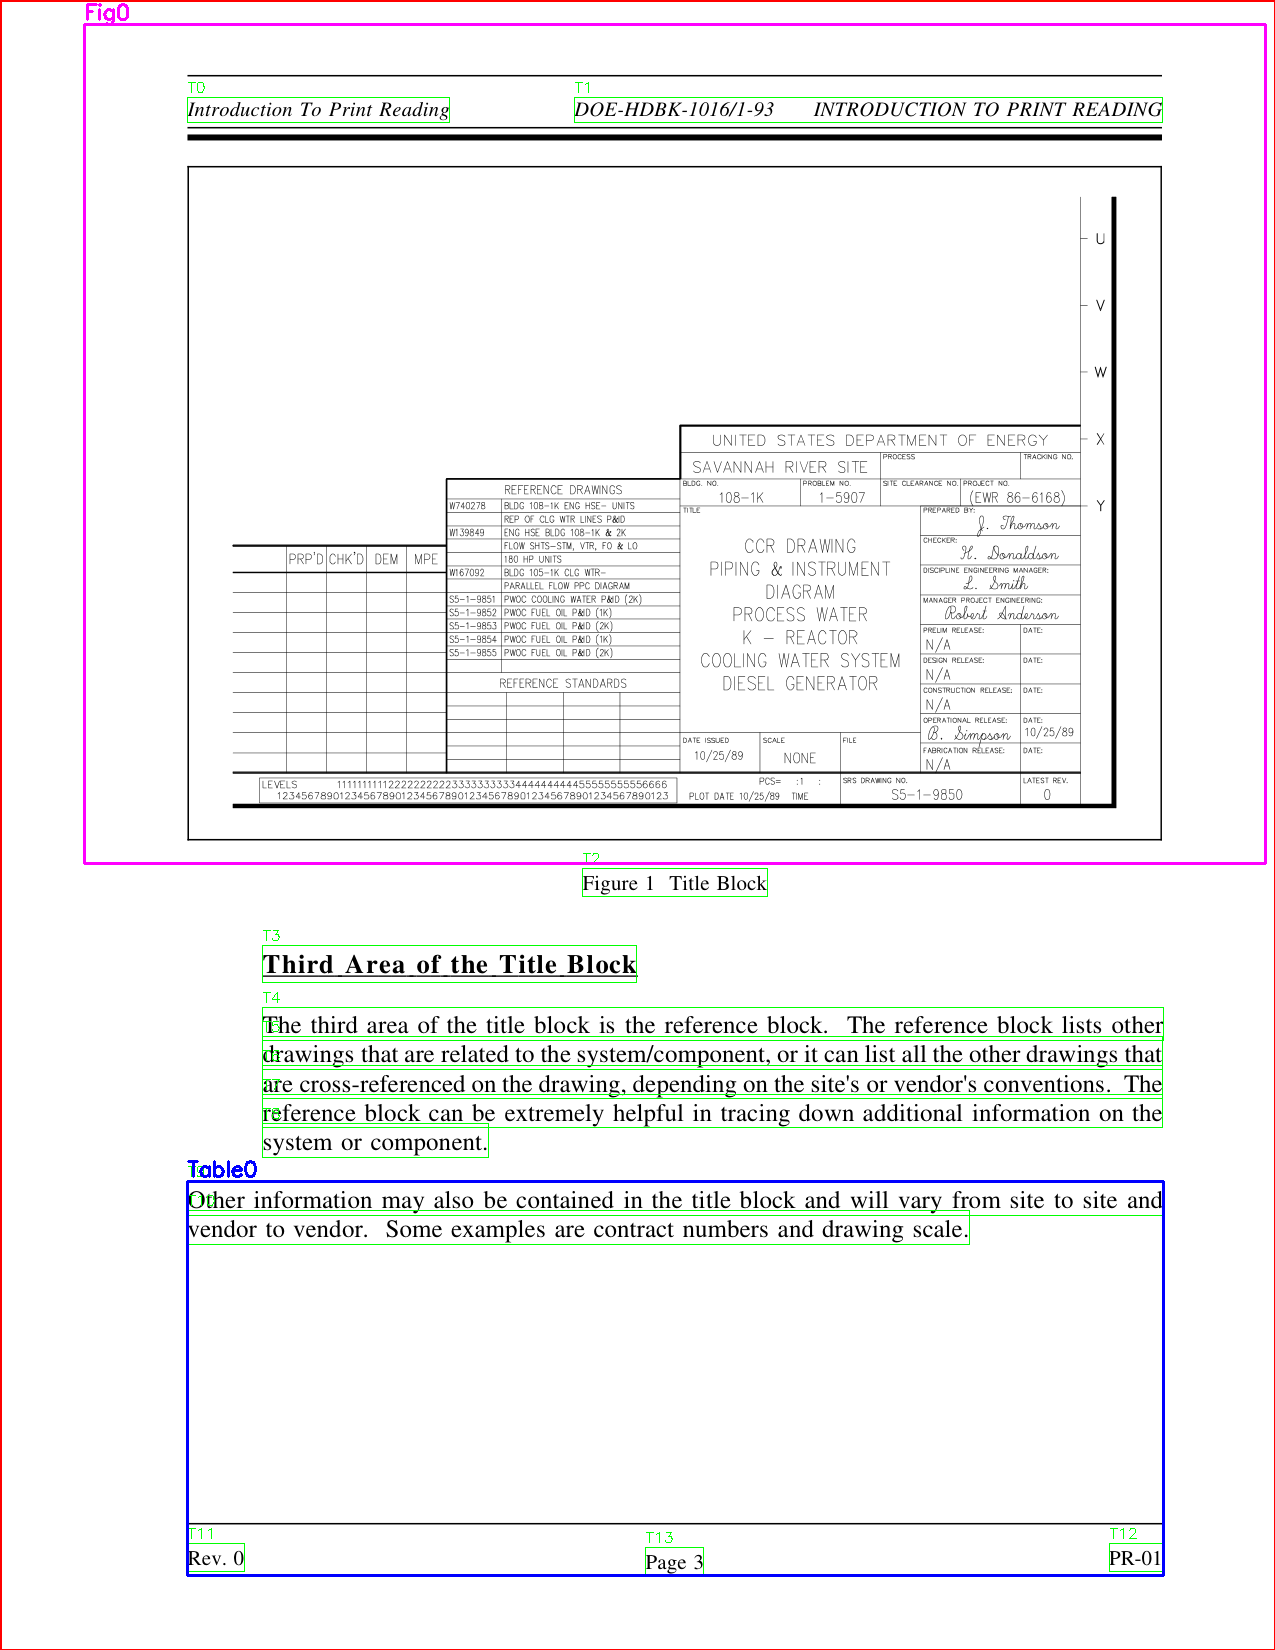 Fig0
T0
T1
Introduction To Print Reading DOE-HDBK-1016/1-93 INTRODUCTION TO PRINT READING
U
V
W
X
Y
UNITED STATES DEPARTMENT OF ENERGY
SAVANNAH RIVER SITE
PROCESS
TRACKING NO.
BLDG. NO.
108-1K
PROBLEM NO.
1-5907
SITE CLEARANCE NO.
PROJECT NO.
(EWR 86-6168)
TITLE
CCR DRAWING
PIPING & INSTRUMENT
DIAGRAM
PROCESS WATER
K - REACTOR
COOLING WATER SYSTEM
DIESEL GENERATOR
PREPARED BY:
J. Thomson
CHECKER:
H. Donaldson
DISCIPLINE ENGINEERING MANAGER:
L. Smith
MANAGER PROJECT ENGINEERING:
Robert Anderson
PRELIM RELEASE: DATE:
N/A
DESIGN RELEASE: DATE:
N/A
CONSTRUCTION RELEASE: DATE:
N/A
OPERATIONAL RELEASE: DATE:
B. Simpson 10/25/89
FABRICATION RELEASE: DATE:
N/A
REFERENCE DRAWINGS
W740278 BLDG 108-1K ENG HSE- UNITS
REP OF CLG WTR LINES P&ID
W139849 ENG HSE BLDG 108-1K & 2K
FLOW SHTS-STM, VTR, FO & LO
180 HP UNITS
W167092 BLDG 105-1K CLG WTR-
PARALLEL FLOW PPC DIAGRAM
S5-1-9851 PWOC COOLING WATER P&ID (2K)
S5-1-9852 PWOC FUEL OIL P&ID (1K)
S5-1-9853 PWOC FUEL OIL P&ID (2K)
S5-1-9854 PWOC FUEL OIL P&ID (1K)
S5-1-9855 PWOC FUEL OIL P&ID (2K)
REFERENCE STANDARDS
PRP'D CHK'D DEM MPE
DATE ISSUED
10/25/89
SCALE
NONE
FILE
LEVELS 111111111122222222223333333333444444444455555555556666
123456789012345678901234567890123456789012345678901234567890123
PCS= :1 :
PLOT DATE 10/25/89 TIME
SRS DRAWING NO.
S5-1-9850
LATEST REV.
0
T2
Figure 1 Title Block
T3
Third Area of the Title Block
T4
The third area of the title block is the reference block. The reference block lists other
drawings that are related to the system/component, or it can list all the other drawings that
are cross-referenced on the drawing, depending on the site's or vendor's conventions. The
reference block can be extremely helpful in tracing down additional information on the
system or component.
Table0
Other information may also be contained in the title block and will vary from site to site and
vendor to vendor. Some examples are contract numbers and drawing scale.
T11
T13
T12
Rev. 0 Page 3 PR-01